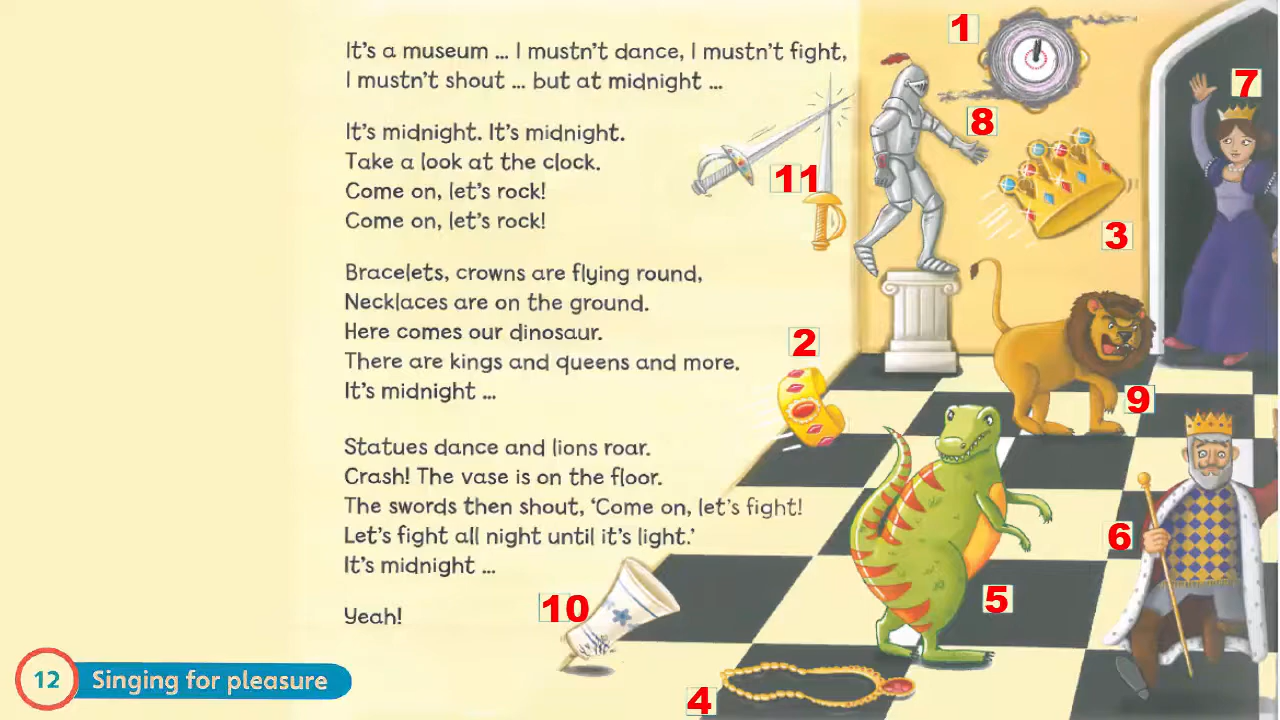 It's a museum ... I mustn't dance, I mustn't fight,
I mustn't shout ... but at midnight ...
It's midnight. It's midnight.
Take a look at the clock.
Come on, let's rock!
Come on, let's rock!
Bracelets, crowns are flying round,
Necklaces are on the ground.
Here comes our dinosaur.
There are kings and queens and more.
It's midnight ...
Statues dance and lions roar.
Crash! The vase is on the floor.
The swords then shout, ‘Come on, let's fight!
Let's fight all night until it's light.’
It's midnight ...
Yeah!
12 Singing for pleasure
1
7
8
11
3
2
9
6
5
10
4